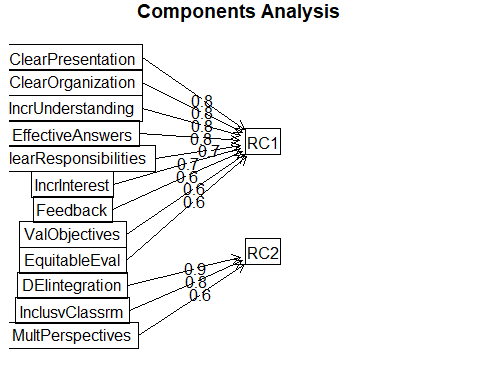 Components Analysis
ClearPresentation
ClearOrganization
IncrUnderstanding
EffectiveAnswers
learResponsibilities
IncrInterest
Feedback
ValObjectives
EquitableEval
DEIintegration
InclusvClassrm
MultPerspectives
0.8
0.8
0.8
0.8
0.7
0.7
0.6
0.6
0.6
0.9
0.8
0.6
RC1
RC2